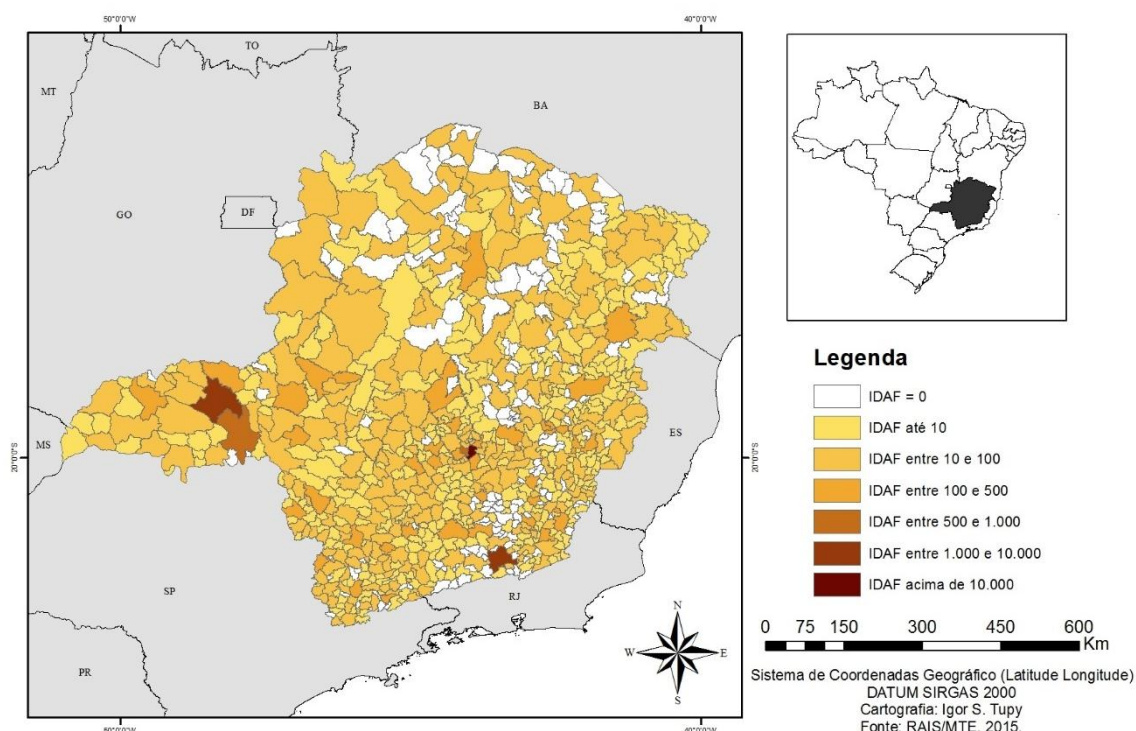 50°0'0"W
40°0'0"W
TO
MT
BA
GO
DF
20°0'0"S
20°0'0"S
MS
ES
SP
RJ
PR
N
W
E
S
Legenda
IDAF = 0
IDAF até 10
IDAF entre 10 e 100
IDAF entre 100 e 500
IDAF entre 500 e 1.000
IDAF entre 1.000 e 10.000
IDAF acima de 10.000
0 75 150 300 450 600
Km
Sistema de Coordenadas Geográfico (Latitude Longitude)
DATUM SIRGAS 2000
Cartografia: Igor S. Tupy
Fonte: RAIS/MTE, 2015.
40°0'0"W